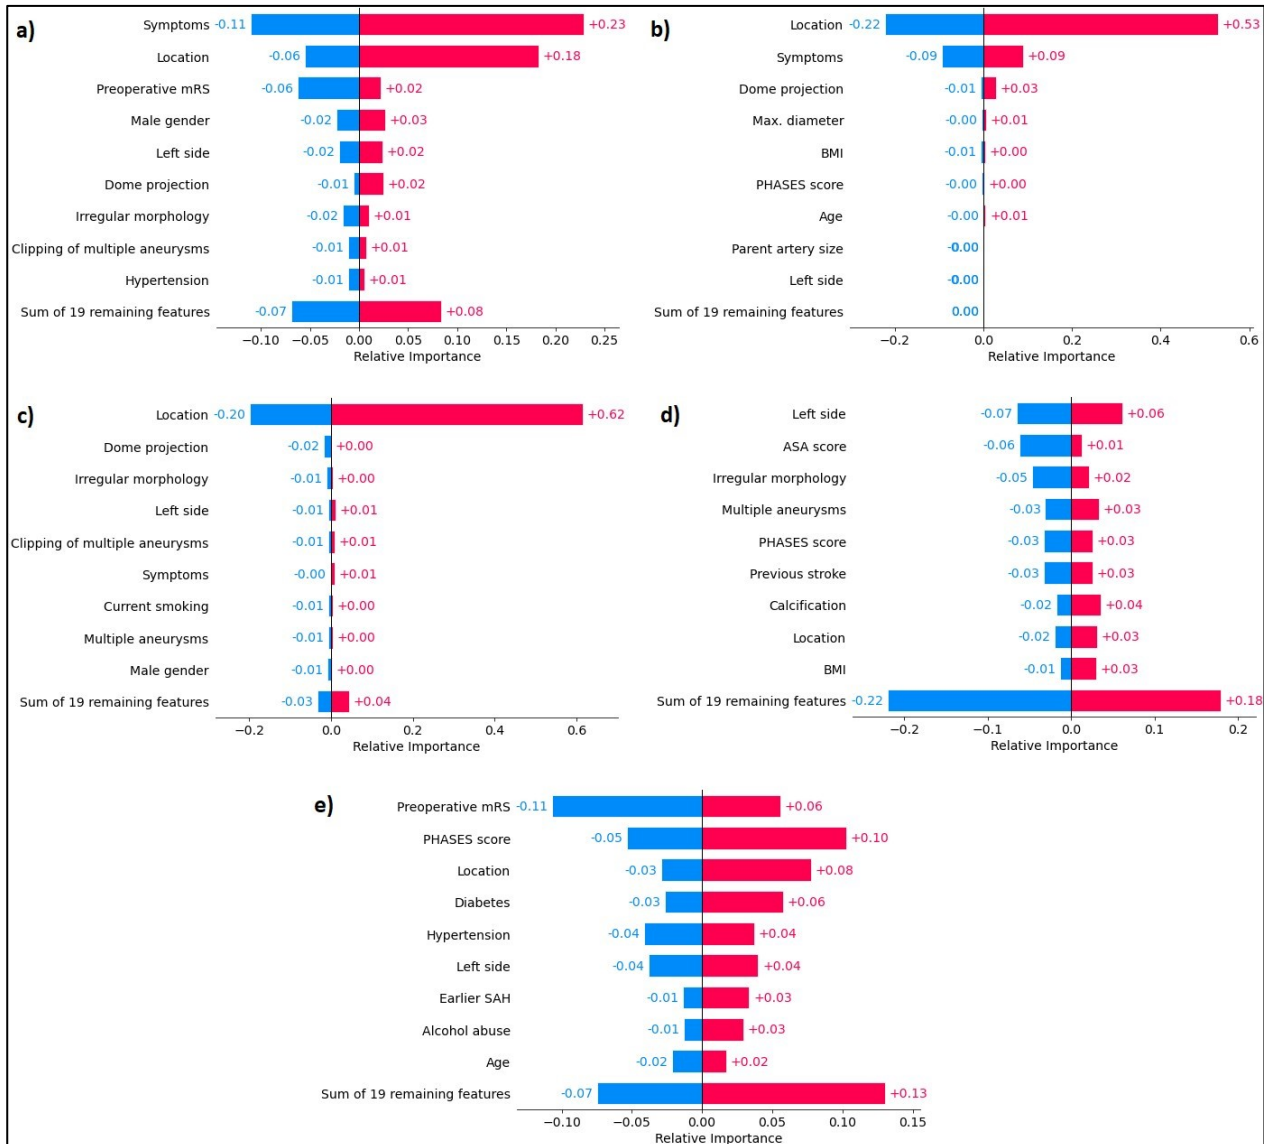 a)
Symptoms -0.11 +0.23
Location -0.06 +0.18
Preoperative mRS -0.06 +0.02
Male gender -0.02 +0.03
Left side -0.02 +0.02
Dome projection -0.01 +0.02
Irregular morphology -0.02 +0.01
Clipping of multiple aneurysms -0.01 +0.01
Hypertension -0.01 +0.01
Sum of 19 remaining features -0.07 +0.08
−0.10 −0.05 0.00 0.05 0.10 0.15 0.20 0.25
Relative Importance
b)
Location -0.22 +0.53
Symptoms -0.09 +0.09
Dome projection -0.01 +0.03
Max. diameter -0.00 +0.01
BMI -0.01 +0.00
PHASES score -0.00 +0.00
Age -0.00 +0.01
Parent artery size -0.00
Left side -0.00
Sum of 19 remaining features 0.00
−0.2 0.0 0.2 0.4 0.6
Relative Importance
c)
Location -0.20 +0.62
Dome projection -0.02 +0.00
Irregular morphology -0.01 +0.00
Left side -0.01 +0.01
Clipping of multiple aneurysms -0.01 +0.01
Symptoms -0.00 +0.01
Current smoking -0.01 +0.00
Multiple aneurysms -0.01 +0.00
Male gender -0.01 +0.00
Sum of 19 remaining features -0.03 +0.04
−0.2 0.0 0.2 0.4 0.6
Relative Importance
d)
Left side -0.07 +0.06
ASA score -0.06 +0.01
Irregular morphology -0.05 +0.02
Multiple aneurysms -0.03 +0.03
PHASES score -0.03 +0.03
Previous stroke -0.03 +0.03
Calcification -0.02 +0.04
Location -0.02 +0.03
BMI -0.01 +0.03
Sum of 19 remaining features -0.22 +0.18
−0.2 −0.1 0.0 0.1 0.2
Relative Importance
e)
Preoperative mRS -0.11 +0.06
PHASES score -0.05 +0.10
Location -0.03 +0.08
Diabetes -0.03 +0.06
Hypertension -0.04 +0.04
Left side -0.04 +0.04
Earlier SAH -0.01 +0.03
Alcohol abuse -0.01 +0.03
Age -0.02 +0.02
Sum of 19 remaining features -0.07 +0.13
−0.10 −0.05 0.00 0.05 0.10 0.15
Relative Importance